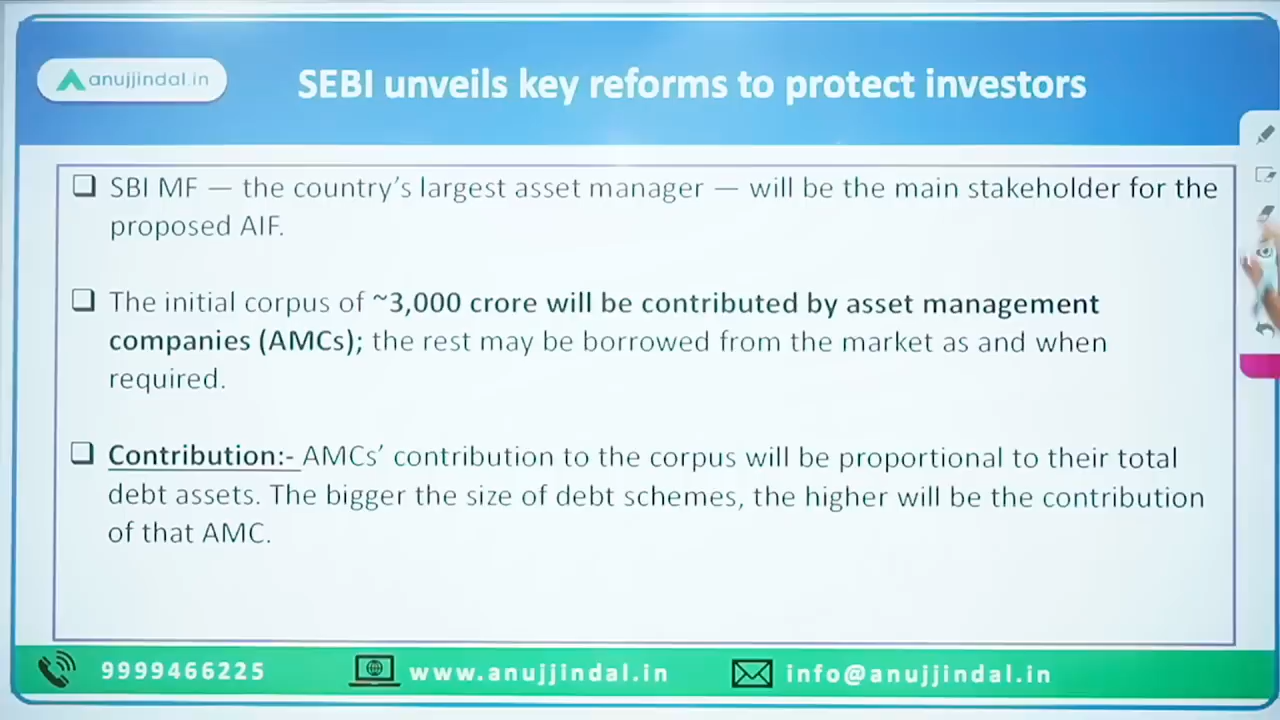 anujjindal.in
SEBI unveils key reforms to protect investors
SBI MF — the country's largest asset manager — will be the main stakeholder for the
proposed AIF.
The initial corpus of ~3,000 crore will be contributed by asset management
companies (AMCs); the rest may be borrowed from the market as and when
required.
Contribution:- AMCs' contribution to the corpus will be proportional to their total
debt assets. The bigger the size of debt schemes, the higher will be the contribution
of that AMC.
9999466225
www.anujjindal.in
info@anujjindal.in